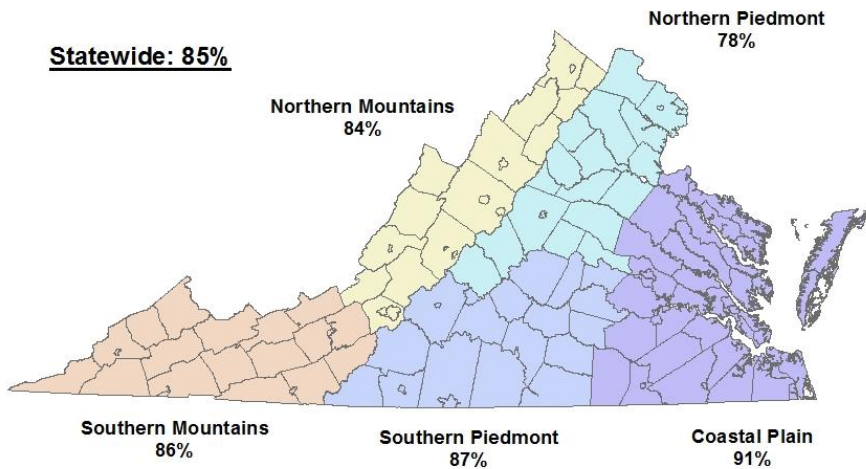 Northern Piedmont
78%
Statewide: 85%
Northern Mountains
84%
Southern Mountains
86%
Southern Piedmont
87%
Coastal Plain
91%